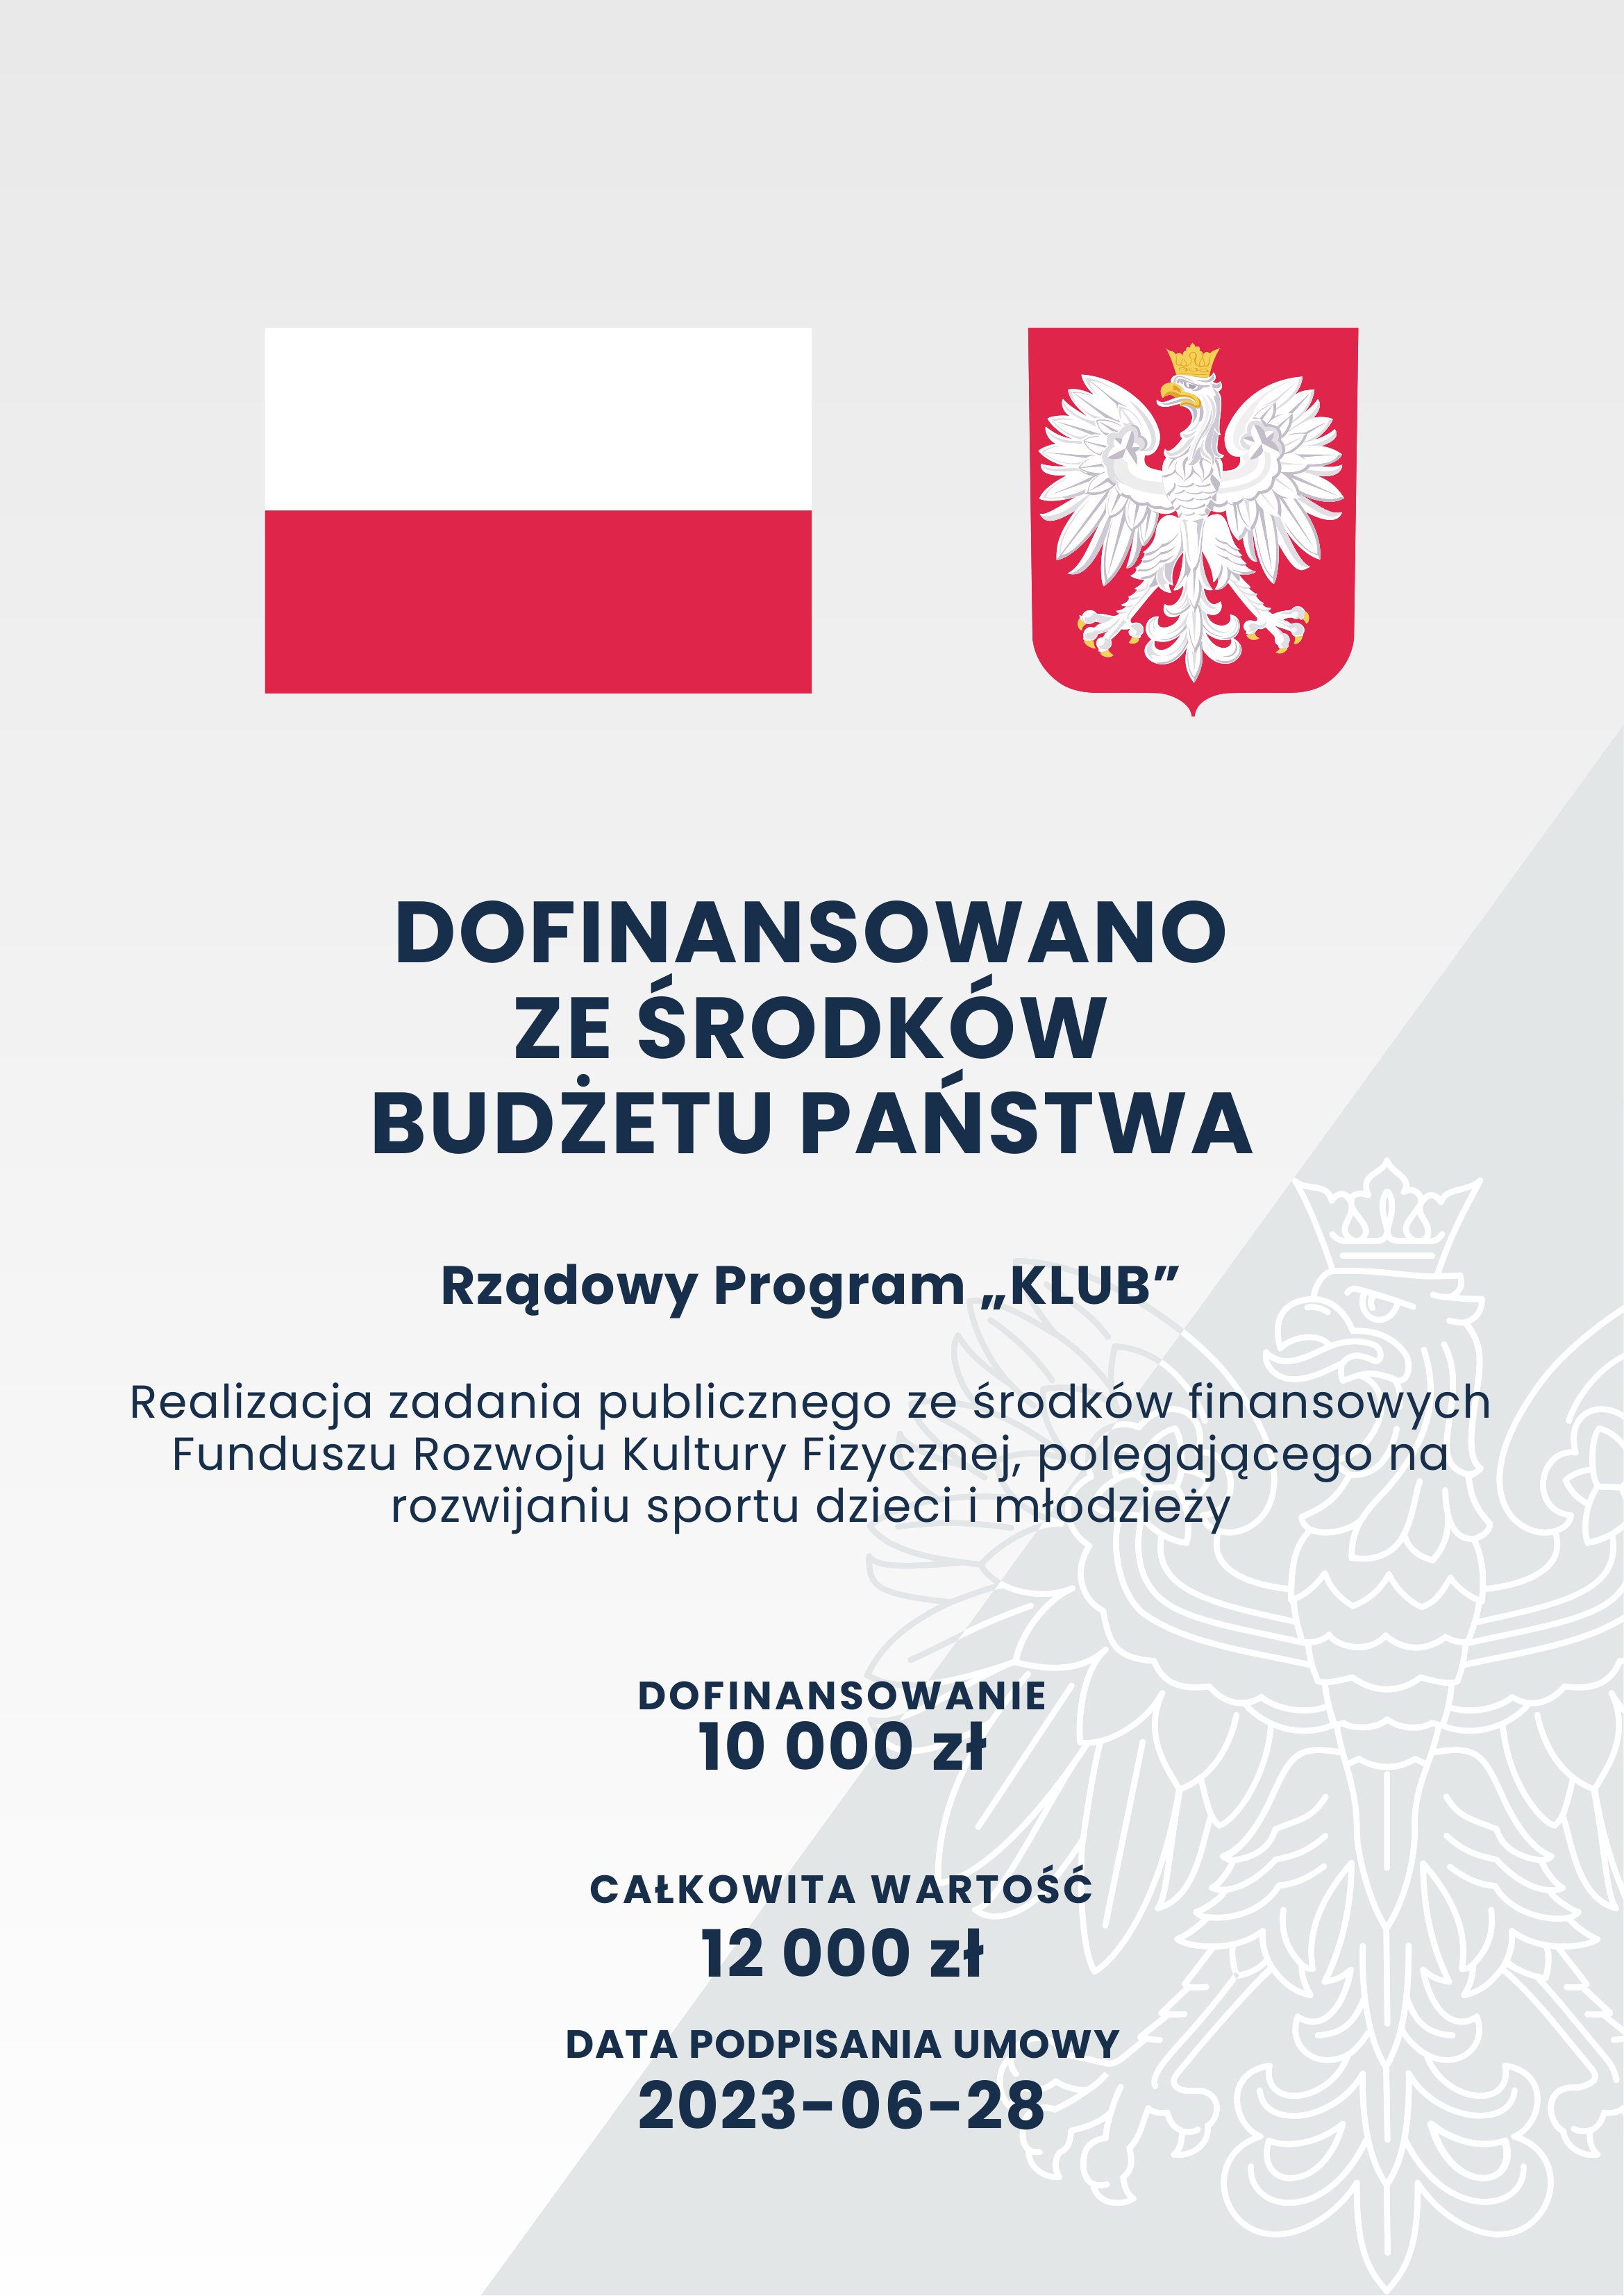 DOFINANSOWANO
ZE ŚRODKÓW
BUDŻETU PAŃSTWA
Rządowy Program „KLUB”
Realizacja zadania publicznego ze środków finansowych
Funduszu Rozwoju Kultury Fizycznej, polegającego na
rozwijaniu sportu dzieci i młodzieży
DOFINANSOWANIE
10 000 zł
CAŁKOWITA WARTOŚĆ
12 000 zł
DATA PODPISANIA UMOWY
2023-06-28